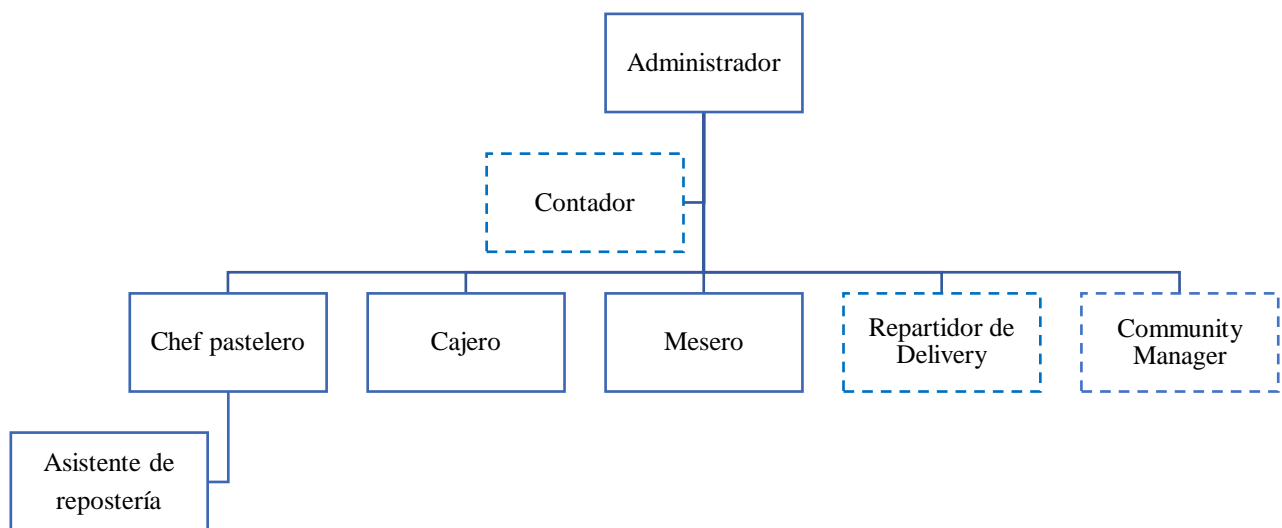 Administrador
Contador
Chef pastelero
Cajero
Mesero
Repartidor de
Delivery
Community
Manager
Asistente de
repostería